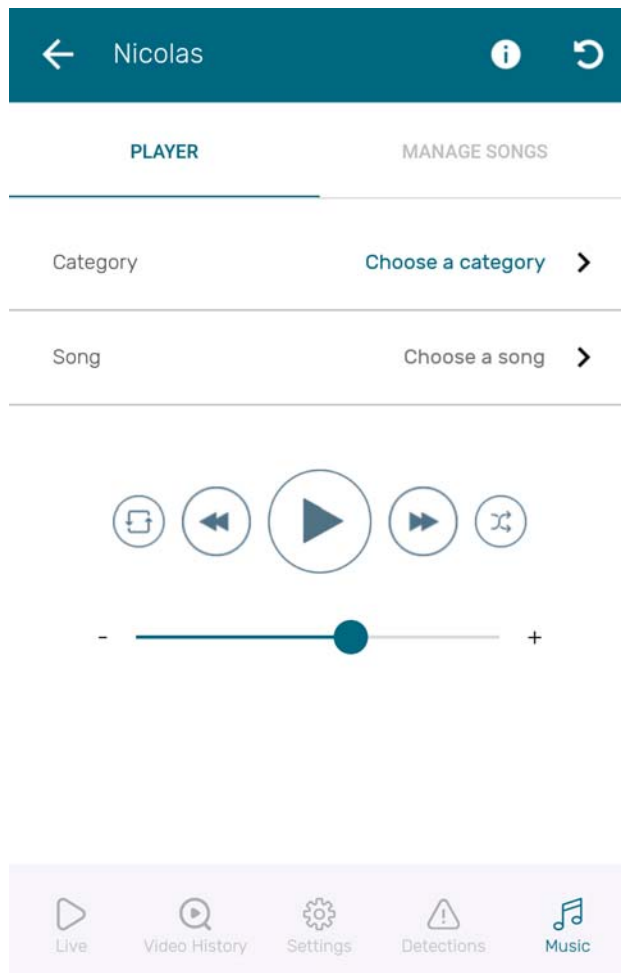 Nicolas
PLAYER
MANAGE SONGS
Category
Choose a category
Song
Choose a song
- +
Live
Video History
Settings
Detections
Music